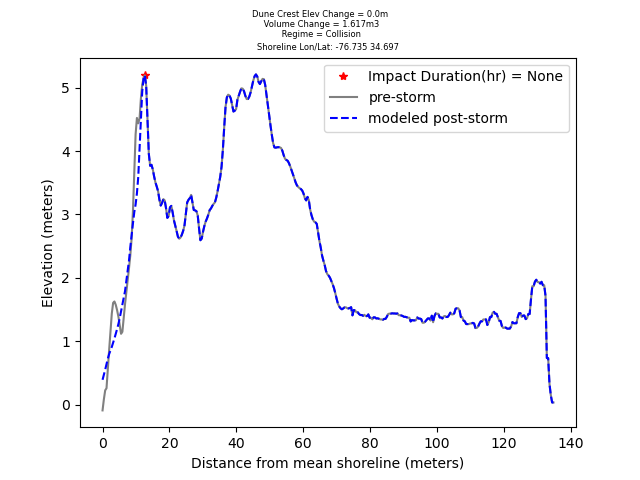 Dune Crest Elev Change = 0.0m
Volume Change = 1.617m3
Regime = Collision
Shoreline Lon/Lat: -76.735 34.697
Impact Duration(hr) = None
pre-storm
modeled post-storm
Elevation (meters)
5
4
3
2
1
0
0 20 40 60 80 100 120 140
Distance from mean shoreline (meters)